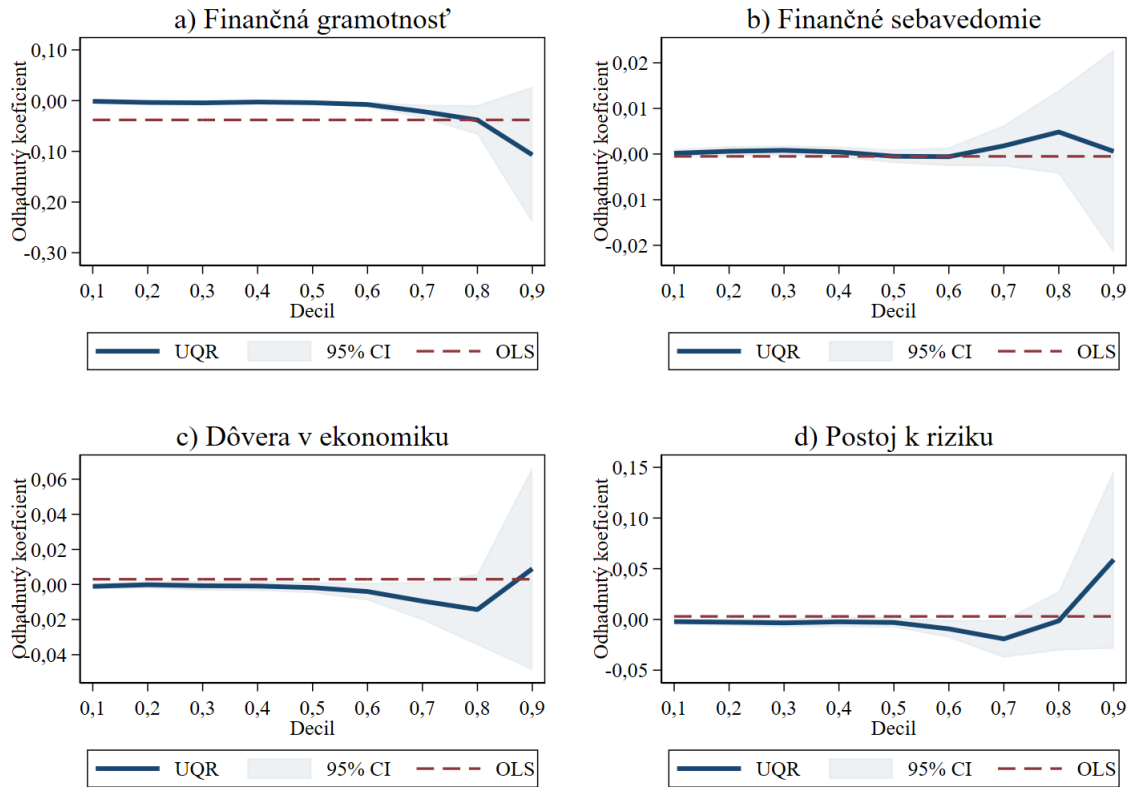 a) Finančná gramotnosť
Odhadnutý koeficient
0,10
0,00
-0,10
-0,20
-0,30
0,1 0,2 0,3 0,4 0,5 0,6 0,7 0,8 0,9
Decil
UQR 95% CI OLS
b) Finančné sebavedomie
Odhadnutý koeficient
0,02
0,01
-0,00
-0,01
-0,02
0,1 0,2 0,3 0,4 0,5 0,6 0,7 0,8 0,9
Decil
UQR 95% CI OLS
c) Dôvera v ekonomiku
Odhadnutý koeficient
0,06
0,04
0,02
0,00
-0,02
-0,04
0,1 0,2 0,3 0,4 0,5 0,6 0,7 0,8 0,9
Decil
UQR 95% CI OLS
d) Postoj k riziku
Odhadnutý koeficient
0,15
0,10
0,05
-0,00
-0,05
0,1 0,2 0,3 0,4 0,5 0,6 0,7 0,8 0,9
Decil
UQR 95% CI OLS